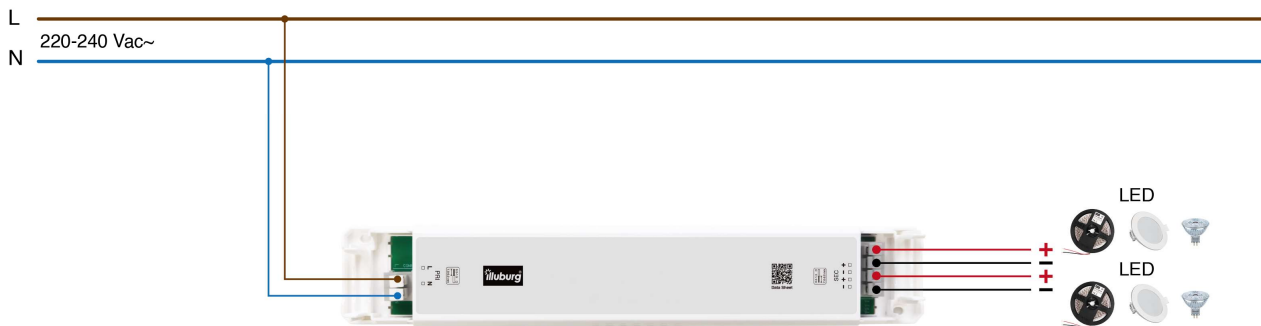 L
220-240 Vac~
N
LED
+
−
+
−
LED
L
PRI
N
illuburg
Data Sheet
+
-
+
-
SEC